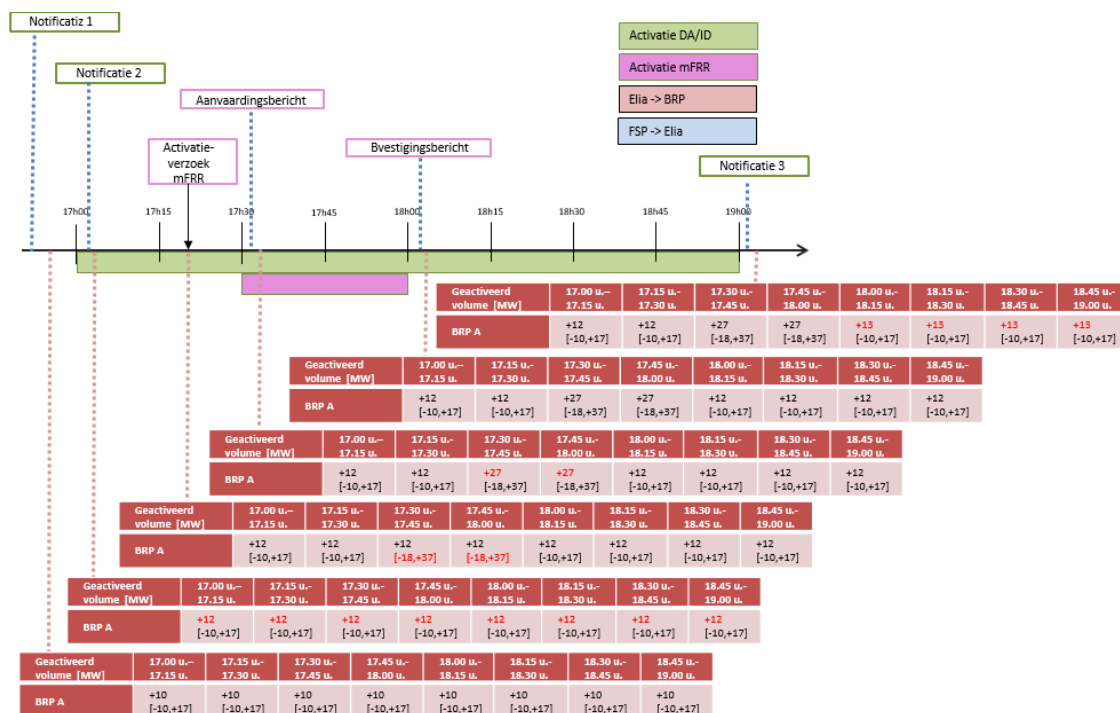 Notificatiz 1
Notificatie 2
Aanvaardingsbericht
Activatie-
verzoek
mFRR
Bvestigingsbericht
Activatie DA/ID
Activatie mFRR
Elia -> BRP
FSP -> Elia
Notificatie 3
17h00 17h15 17h30 17h45 18h00 18h15 18h30 18h45 19h00
Geactiveerd 17.00 u.– 17.15 u.- 17.30 u.- 17.45 u.- 18.00 u.- 18.15 u.- 18.30 u.- 18.45 u.-
volume [MW] 17.15 u. 17.30 u. 17.45 u. 18.00 u. 18.15 u. 18.30 u. 18.45 u. 19.00 u.
BRP A +12 +12 +27 +27 +13 +13 +13 +13
[-10,+17] [-10,+17] [-18,+37] [-18,+37] [-10,+17] [-10,+17] [-10,+17] [-10,+17]
Geactiveerd 17.00 u.– 17.15 u.- 17.30 u.- 17.45 u.- 18.00 u.- 18.15 u.- 18.30 u.- 18.45 u.-
volume [MW] 17.15 u. 17.30 u. 17.45 u. 18.00 u. 18.15 u. 18.30 u. 18.45 u. 19.00 u.
BRP A +12 +12 +27 +27 +12 +12 +12 +12
[-10,+17] [-10,+17] [-18,+37] [-18,+37] [-10,+17] [-10,+17] [-10,+17] [-10,+17]
Geactiveerd 17.00 u.– 17.15 u.- 17.30 u.- 17.45 u.- 18.00 u.- 18.15 u.- 18.30 u.- 18.45 u.-
volume [MW] 17.15 u. 17.30 u. 17.45 u. 18.00 u. 18.15 u. 18.30 u. 18.45 u. 19.00 u.
BRP A +12 +12 +27 +27 +12 +12 +12 +12
[-10,+17] [-10,+17] [-18,+37] [-18,+37] [-10,+17] [-10,+17] [-10,+17] [-10,+17]
Geactiveerd 17.00 u.– 17.15 u.- 17.30 u.- 17.45 u.- 18.00 u.- 18.15 u.- 18.30 u.- 18.45 u.-
volume [MW] 17.15 u. 17.30 u. 17.45 u. 18.00 u. 18.15 u. 18.30 u. 18.45 u. 19.00 u.
BRP A +12 +12 +12 +12 +12 +12 +12 +12
[-10,+17] [-10,+17] [-18,+37] [-18,+37] [-10,+17] [-10,+17] [-10,+17] [-10,+17]
Geactiveerd 17.00 u.– 17.15 u.- 17.30 u.- 17.45 u.- 18.00 u.- 18.15 u.- 18.30 u.- 18.45 u.-
volume [MW] 17.15 u. 17.30 u. 17.45 u. 18.00 u. 18.15 u. 18.30 u. 18.45 u. 19.00 u.
BRP A +12 +12 +12 +12 +12 +12 +12 +12
[-10,+17] [-10,+17] [-10,+17] [-10,+17] [-10,+17] [-10,+17] [-10,+17] [-10,+17]
Geactiveerd 17.00 u.– 17.15 u.- 17.30 u.- 17.45 u.- 18.00 u.- 18.15 u.- 18.30 u.- 18.45 u.-
volume [MW] 17.15 u. 17.30 u. 17.45 u. 18.00 u. 18.15 u. 18.30 u. 18.45 u. 19.00 u.
BRP A +10 +10 +10 +10 +10 +10 +10 +10
[-10,+17] [-10,+17] [-10,+17] [-10,+17] [-10,+17] [-10,+17] [-10,+17] [-10,+17]